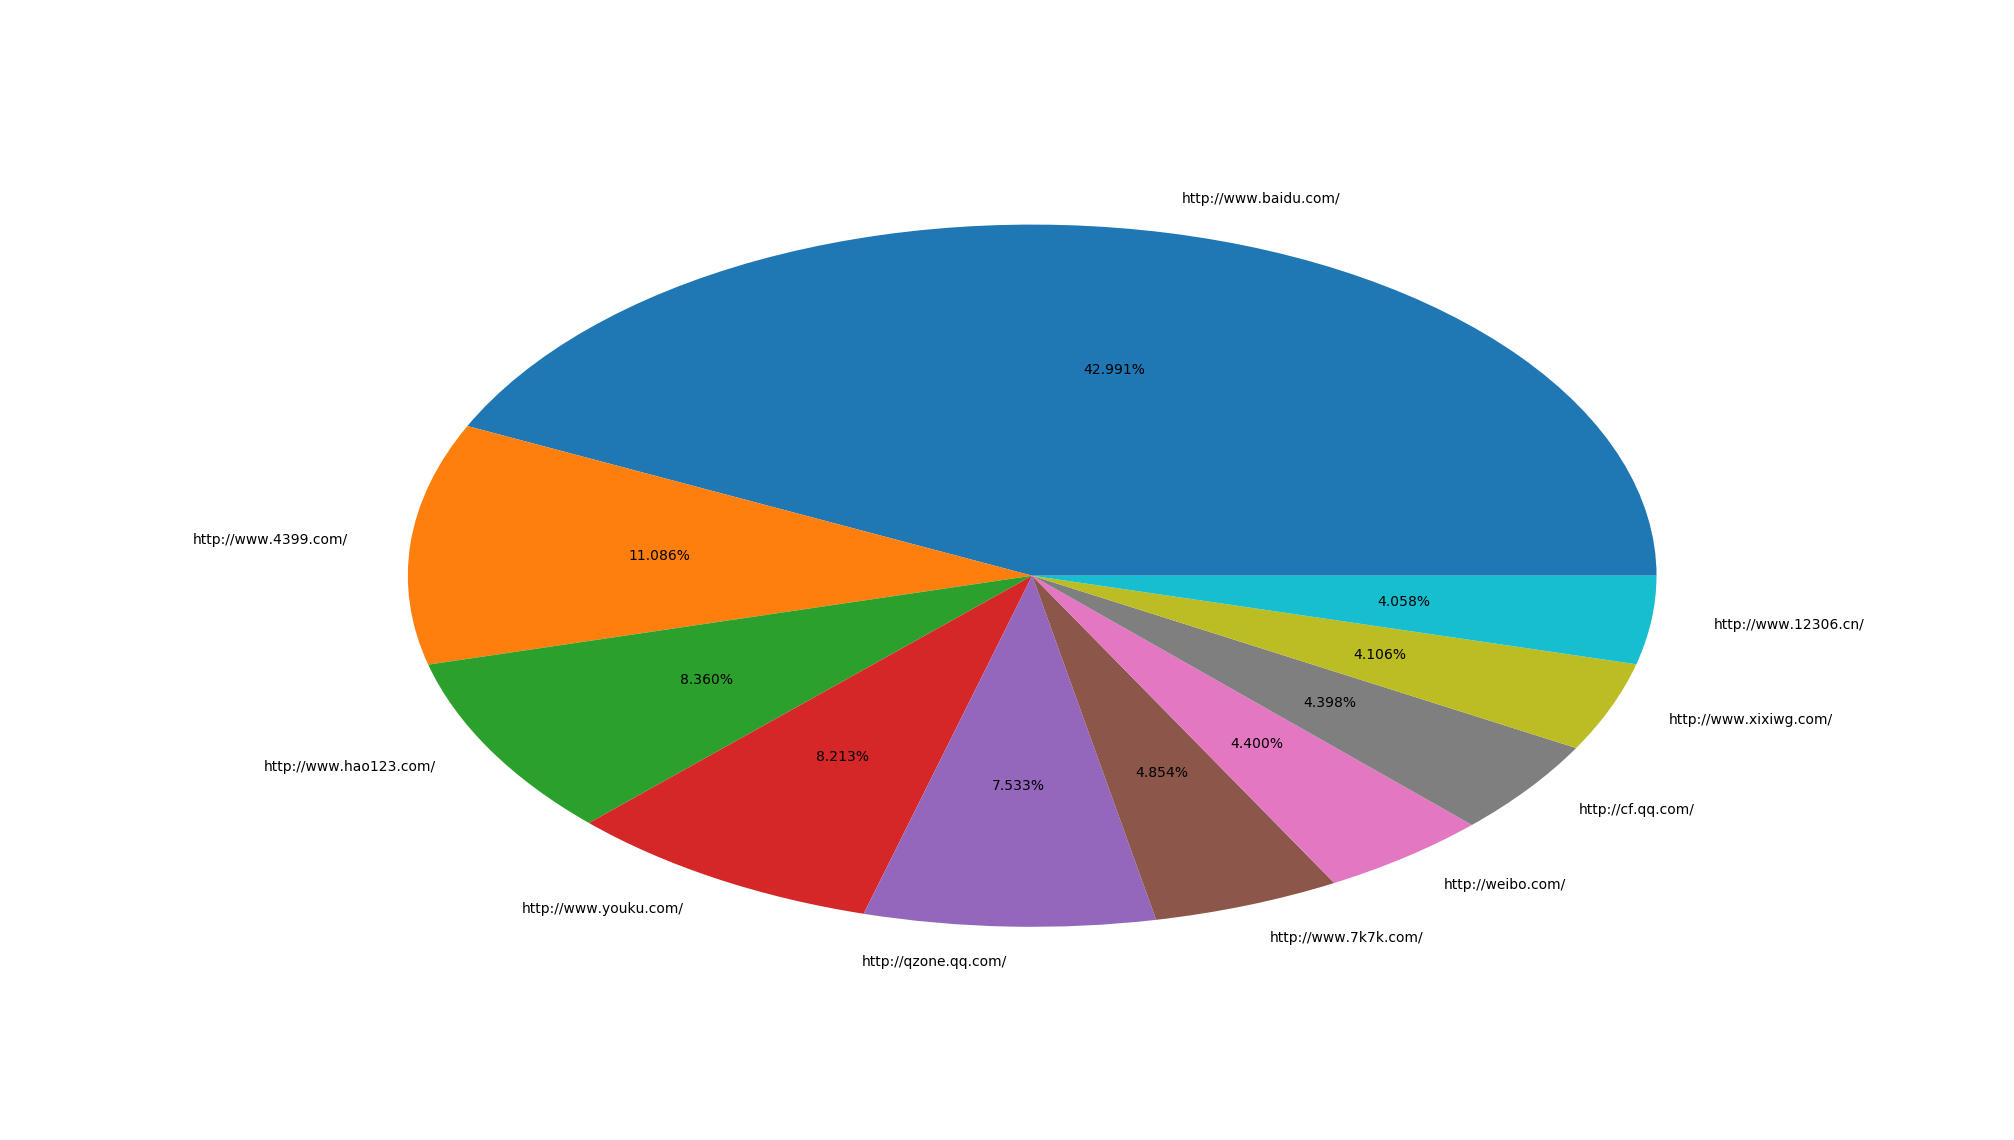 http://www.baidu.com/
42.991%
http://www.4399.com/
11.086%
4.058%
http://www.12306.cn/
4.106%
http://www.xixiwg.com/
8.360%
4.398%
http://www.hao123.com/
8.213%
4.400%
http://cf.qq.com/
7.533%
4.854%
http://weibo.com/
http://www.youku.com/
http://www.7k7k.com/
http://qzone.qq.com/